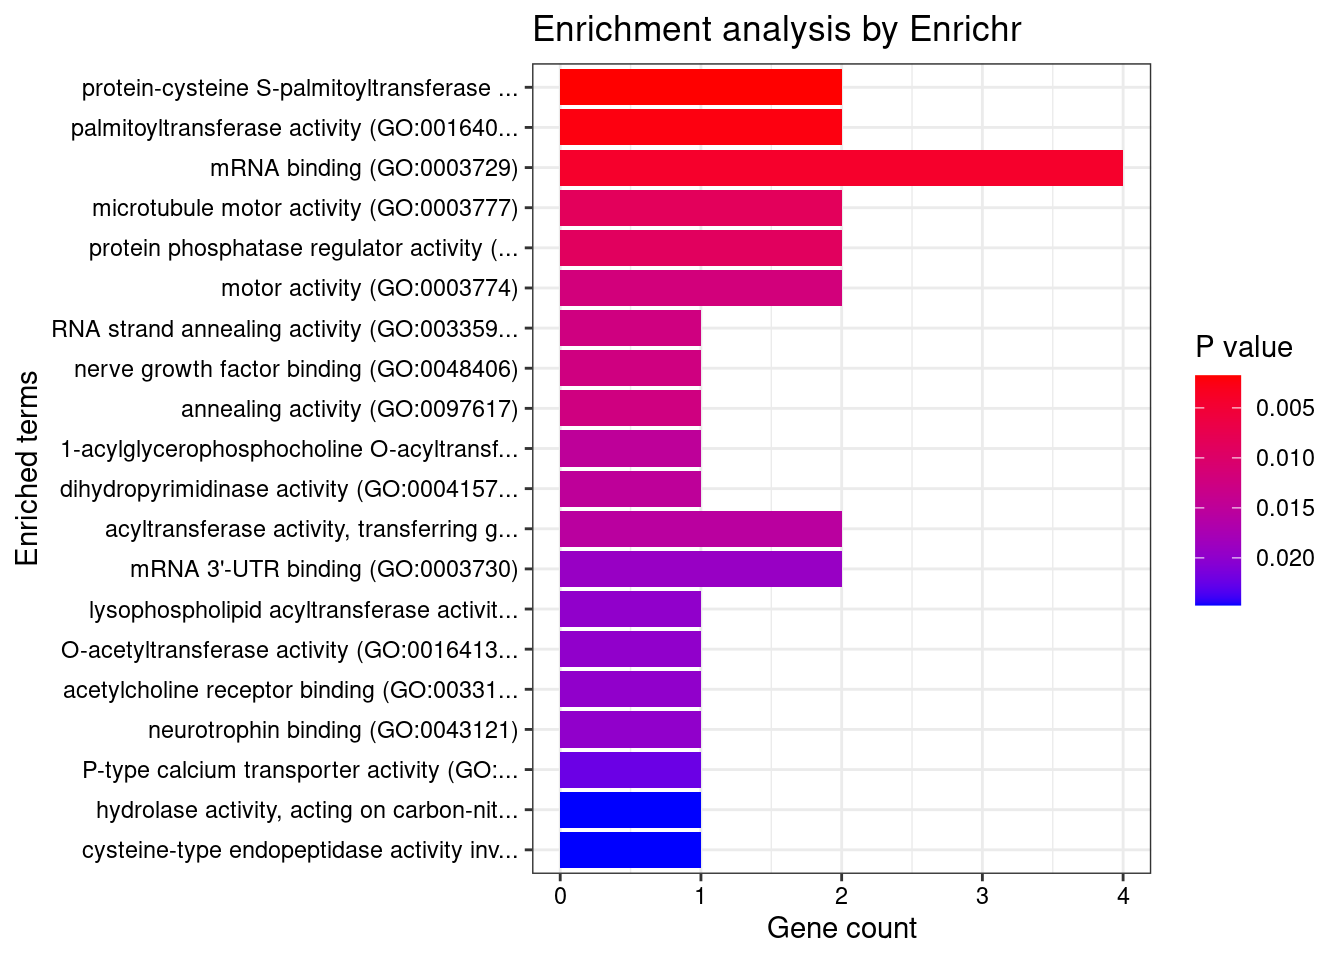 Enrichment analysis by Enrichr
protein-cysteine S-palmitoyltransferase ...
palmitoyltransferase activity (GO:001640...
mRNA binding (GO:0003729)
microtubule motor activity (GO:0003777)
protein phosphatase regulator activity (...
motor activity (GO:0003774)
RNA strand annealing activity (GO:003359...
nerve growth factor binding (GO:0048406)
annealing activity (GO:0097617)
1-acylglycerophosphocholine O-acyltransf...
dihydropyrimidinase activity (GO:0004157...
acyltransferase activity, transferring g...
mRNA 3'-UTR binding (GO:0003730)
lysophospholipid acyltransferase activit...
O-acetyltransferase activity (GO:0016413...
acetylcholine receptor binding (GO:00331...
neurotrophin binding (GO:0043121)
P-type calcium transporter activity (GO:...
hydrolase activity, acting on carbon-nit...
cysteine-type endopeptidase activity inv...
Enriched terms
0 1 2 3 4
Gene count
P value
0.005
0.010
0.015
0.020